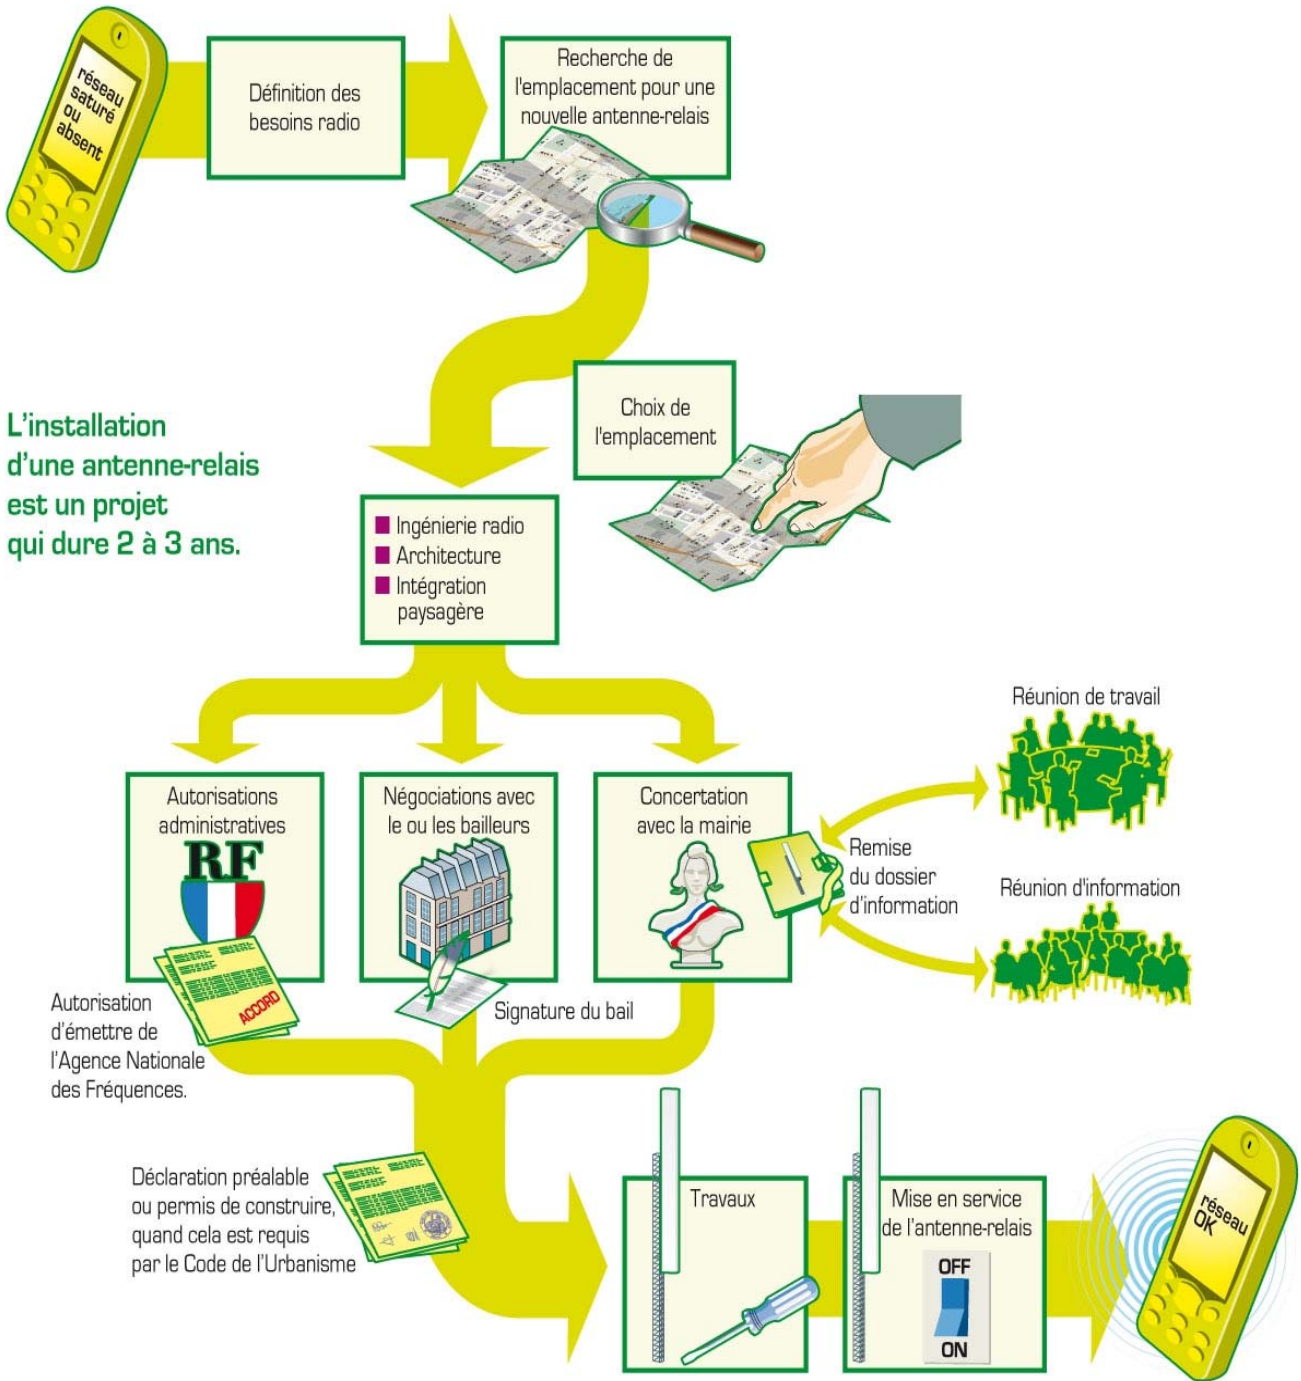 réseau
saturé
ou
absent
Définition des
besoins radio
Recherche de
l'emplacement pour une
nouvelle antenne-relais
Choix de
l'emplacement
L'installation
d'une antenne-relais
est un projet
qui dure 2 à 3 ans.
Ingénierie radio
Architecture
Intégration
paysagère
Autorisations
administratives
RF
ACCORD
Autorisation
d'émettre de
l'Agence Nationale
des Fréquences.
Négociations avec
le ou les bailleurs
Signature du bail
Concertation
avec la mairie
Remise
du dossier
d'information
Réunion de travail
Réunion d'information
Déclaration préalable
ou permis de construire,
quand cela est requis
par le Code de l'Urbanisme
Travaux
Mise en service
de l'antenne-relais
OFF
ON
réseau
OK